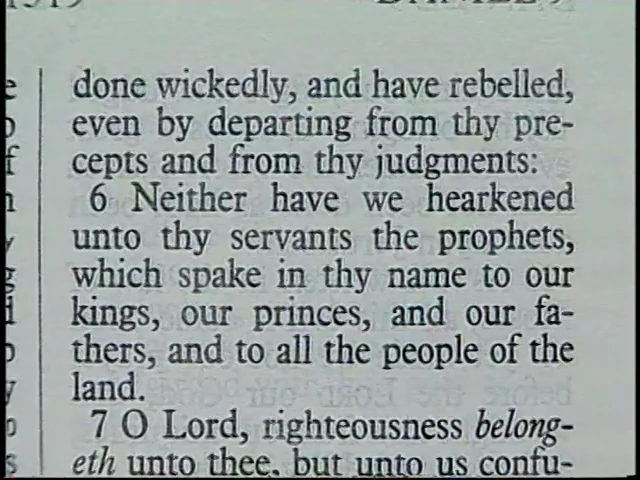 done wickedly, and have rebelled,
even by departing from thy pre-
cepts and from thy judgments:
6 Neither have we hearkened
unto thy servants the prophets,
which spake in thy name to our
kings, our princes, and our fa-
thers, and to all the people of the
land.
7 O Lord, righteousness belong-
eth unto thee, but unto us confu-